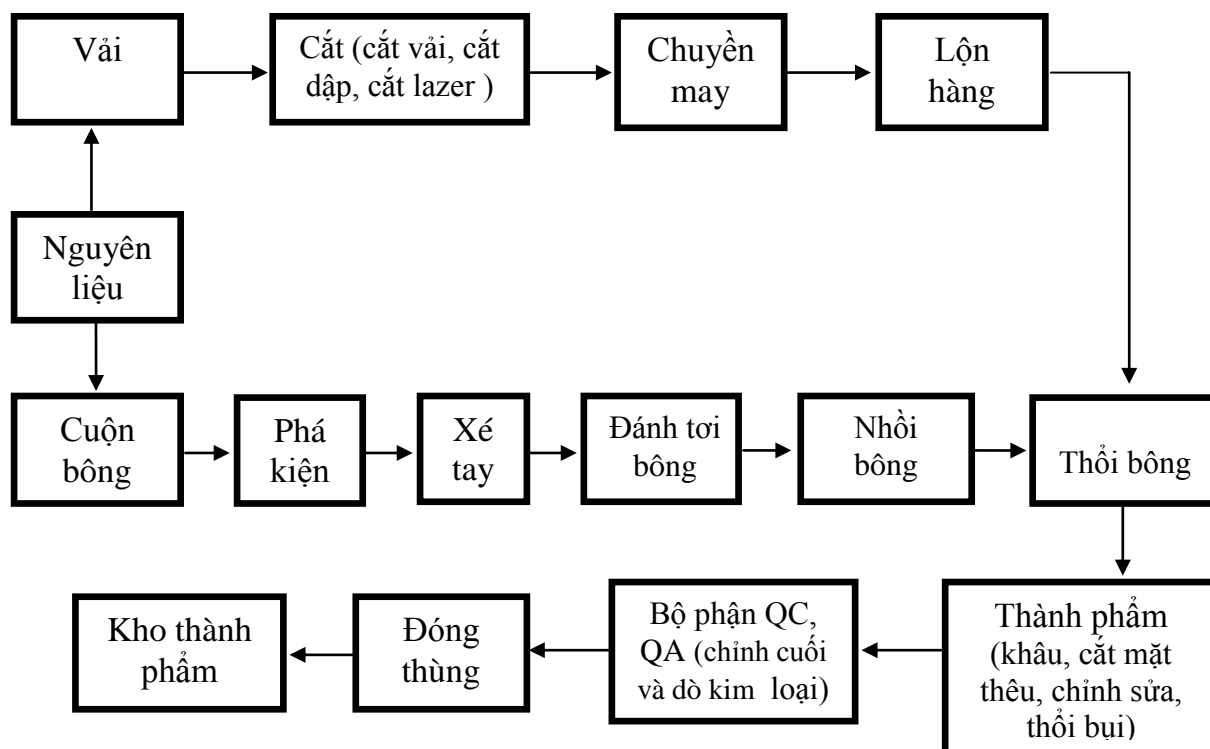 Vải
Cắt (cắt vải, cắt
dập, cắt lazer )
Chuyền
may
Lộn
hàng
Nguyên
liệu
Cuộn
bông
Phá
kiện
Xé
tay
Đánh tơi
bông
Nhồi
bông
Thổi bông
Kho thành
phẩm
Đóng
thùng
Bộ phận QC,
QA (chỉnh cuối
và dò kim loại)
Thành phẩm
(khâu, cắt mặt
thêu, chỉnh sửa,
thổi bụi)